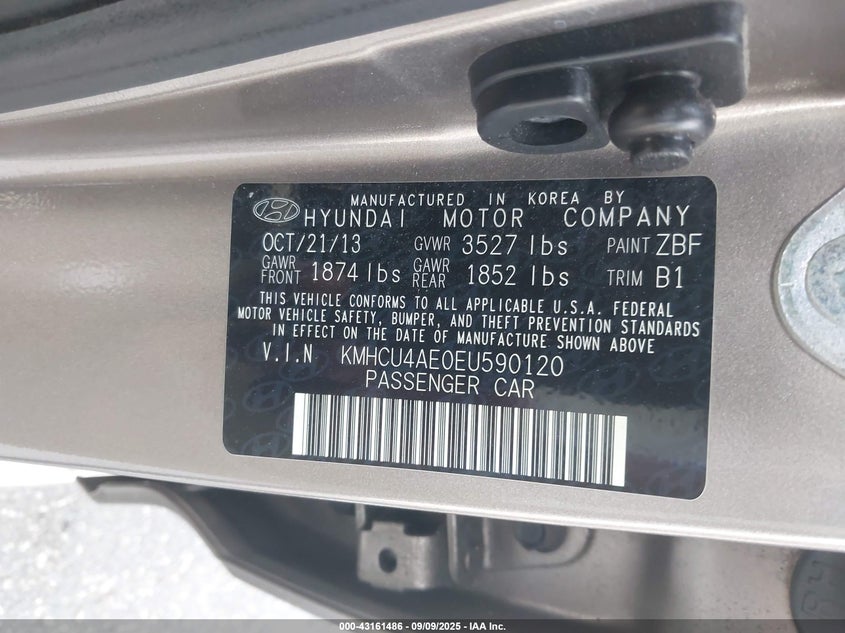 MANUFACTURED IN KOREA BY
HYUNDAI MOTOR COMPANY
OCT/21/13 GVWR 3527 lbs PAINT ZBF
GAWR FRONT 1874 lbs GAWR REAR 1852 lbs TRIM B1
THIS VEHICLE CONFORMS TO ALL APPLICABLE U.S.A. FEDERAL
MOTOR VEHICLE SAFETY, BUMPER, AND THEFT PREVENTION STANDARDS
IN EFFECT ON THE DATE OF MANUFACTURE SHOWN ABOVE
V.I.N KMHCU4AE0EU590120
PASSENGER CAR
000-43161486 - 09/09/2025 - IAA Inc.